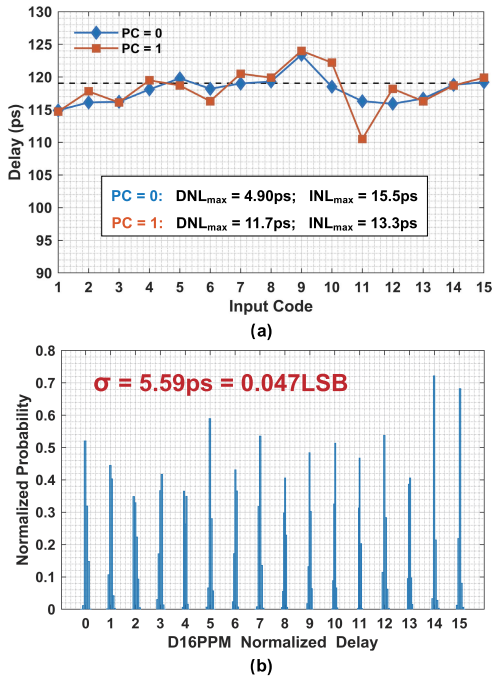 130
125
120
115
110
105
100
95
90
Delay (ps)
PC = 0
PC = 1
PC = 0: DNLmax = 4.90ps; INLmax = 15.5ps
PC = 1: DNLmax = 11.7ps; INLmax = 13.3ps
1 2 3 4 5 6 7 8 9 10 11 12 13 14 15
Input Code
(a)
0.8
0.7
0.6
0.5
0.4
0.3
0.2
0.1
0
Normalized Probability
σ = 5.59ps = 0.047LSB
0 1 2 3 4 5 6 7 8 9 10 11 12 13 14 15
D16PPM Normalized Delay
(b)